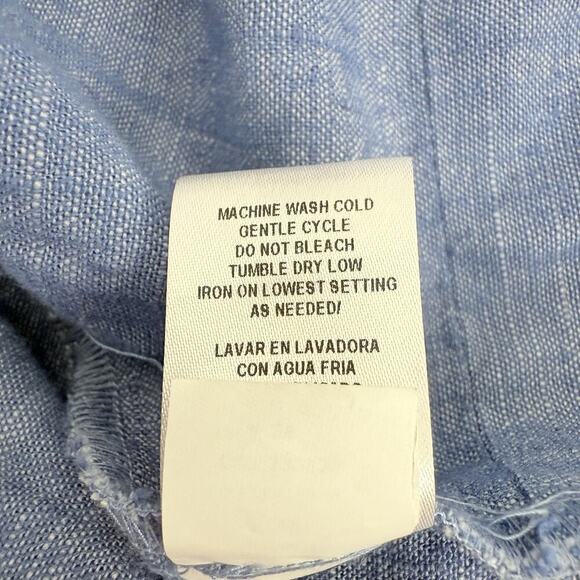 MACHINE WASH COLD
GENTLE CYCLE
DO NOT BLEACH
TUMBLE DRY LOW
IRON ON LOWEST SETTING
AS NEEDED/
LAVAR EN LAVADORA
CON AGUA FRIA